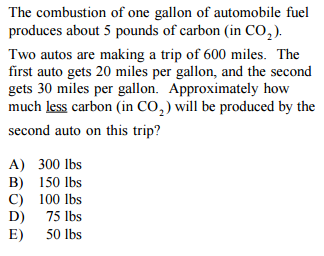 The combustion of one gallon of automobile fuel
produces about 5 pounds of carbon (in CO₂).
Two autos are making a trip of 600 miles. The
first auto gets 20 miles per gallon, and the second
gets 30 miles per gallon. Approximately how
much less carbon (in CO₂) will be produced by the
second auto on this trip?
A) 300 lbs
B) 150 lbs
C) 100 lbs
D) 75 lbs
E) 50 lbs